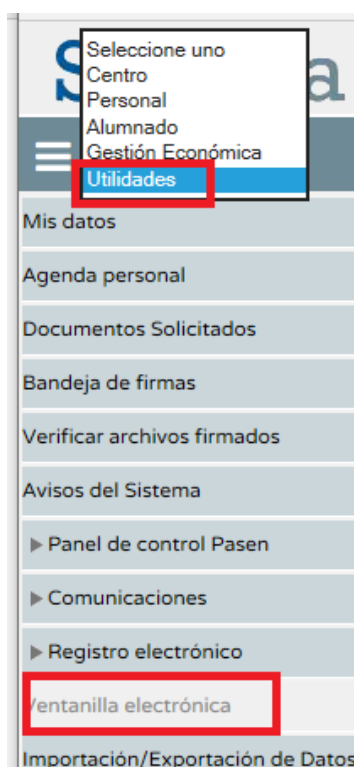 Seleccione uno
Centro
Personal
Alumnado
Gestión Económica
Utilidades
Mis datos
Agenda personal
Documentos Solicitados
Bandeja de firmas
Verificar archivos firmados
Avisos del Sistema
Panel de control Pasen
Comunicaciones
Registro electrónico
Ventanilla electrónica
Importación/Exportación de Datos